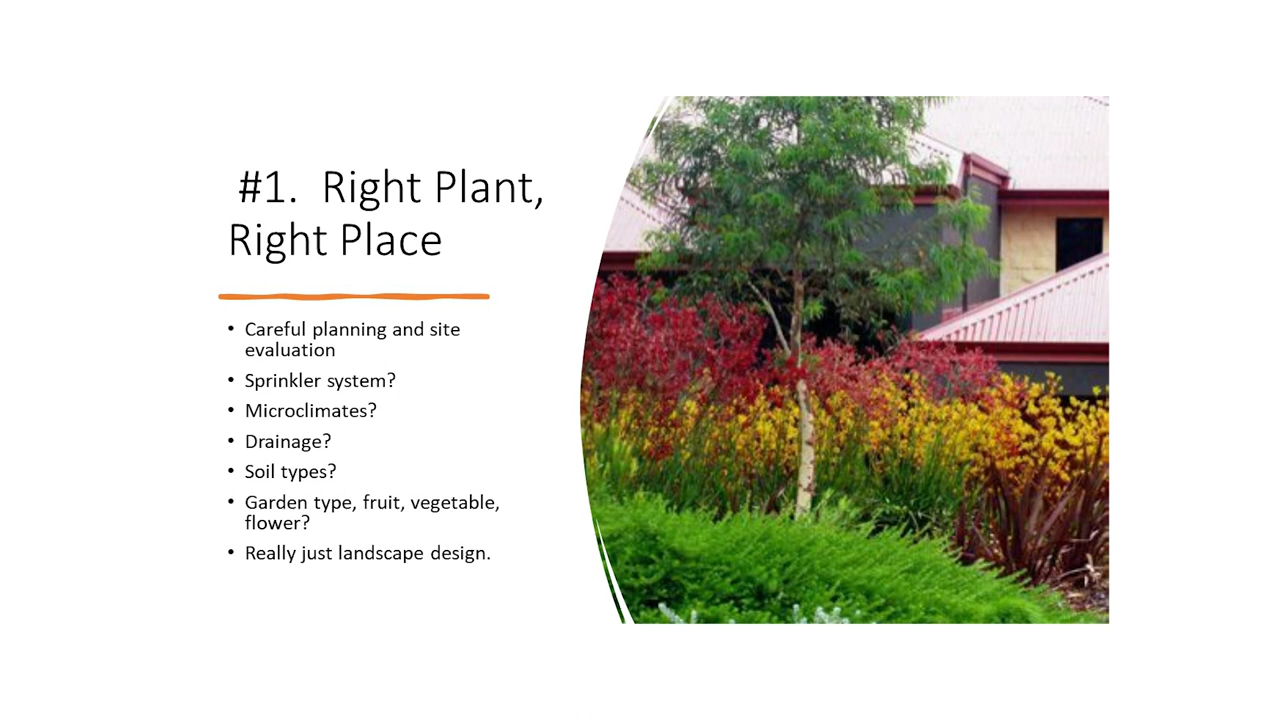 #1. Right Plant,
Right Place
• Careful planning and site
evaluation
• Sprinkler system?
• Microclimates?
• Drainage?
• Soil types?
• Garden type, fruit, vegetable,
flower?
• Really just landscape design.